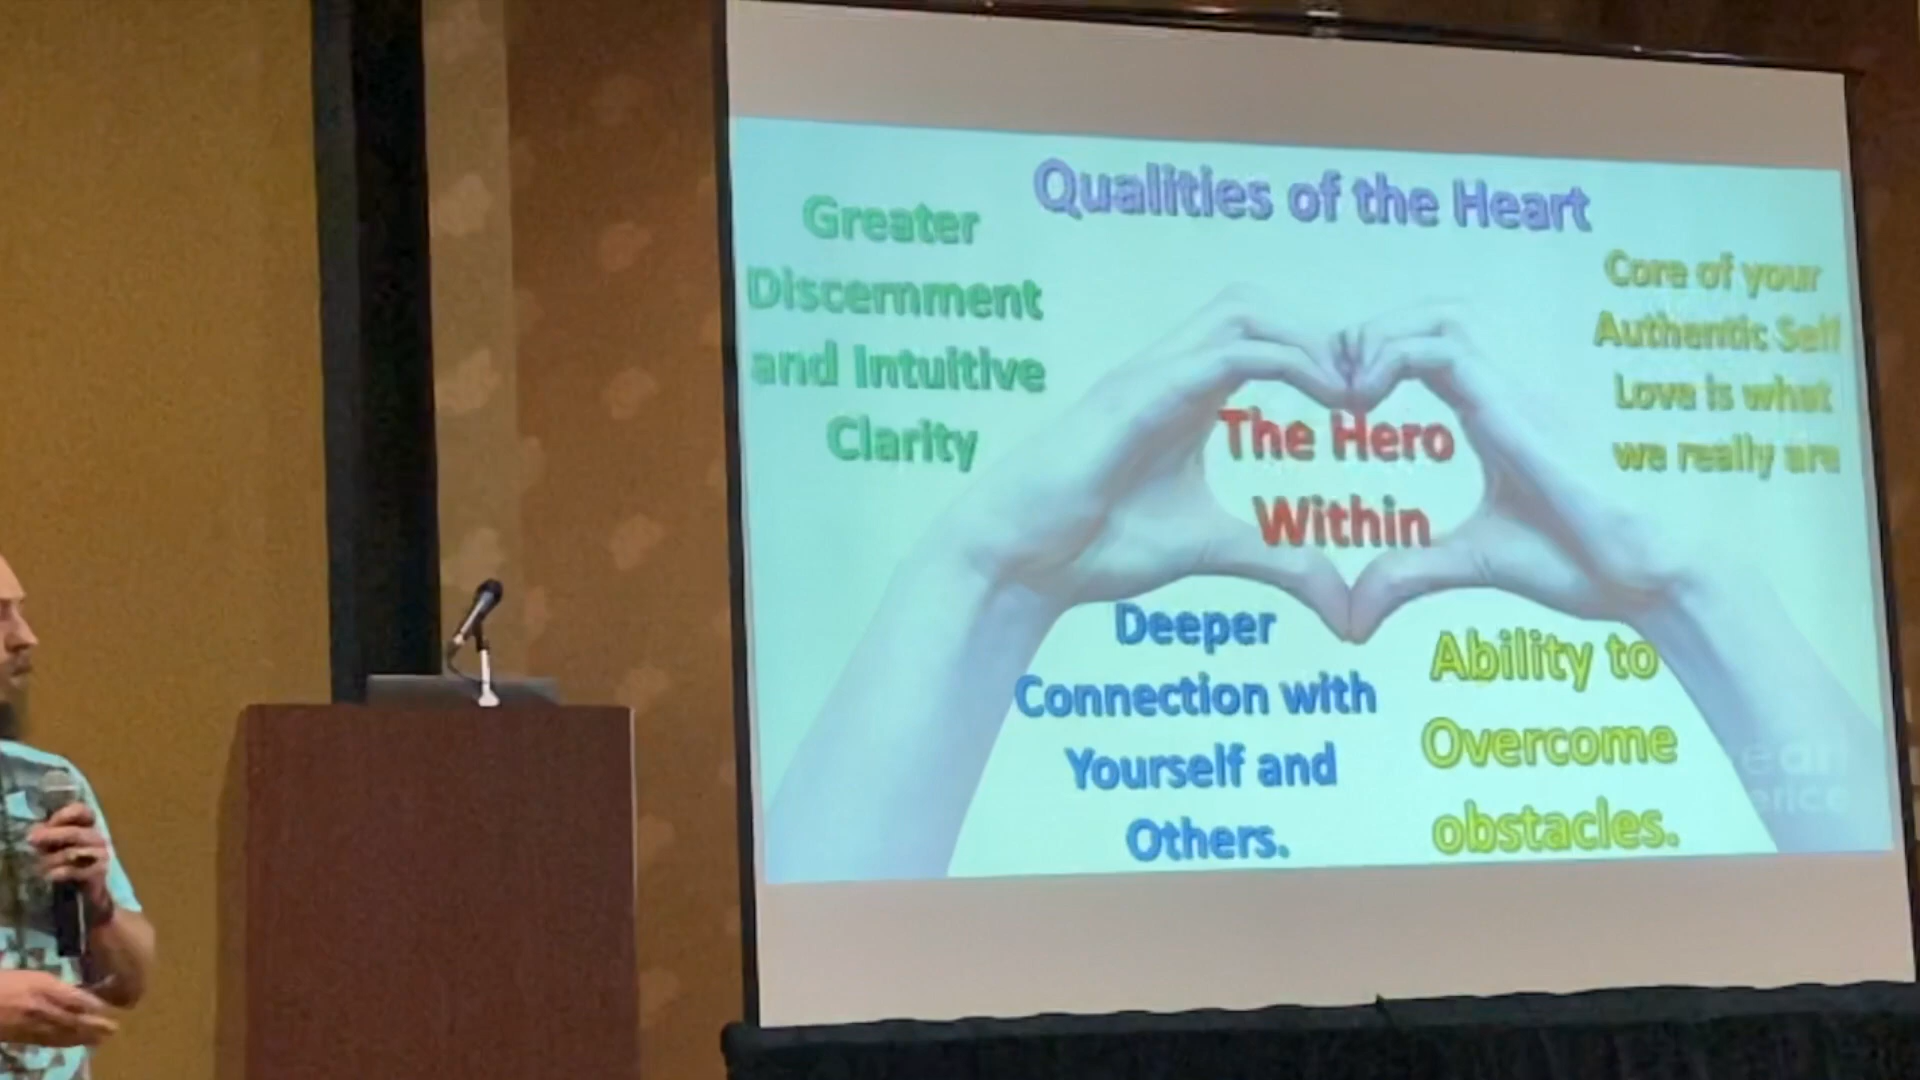 Qualities of the Heart
Greater
Discernment
and Intuitive
Clarity
Core of your
Authentic Self
Love is what
we really are
The Hero
Within
Deeper
Connection with
Yourself and
Others.
Ability to
Overcome
obstacles.